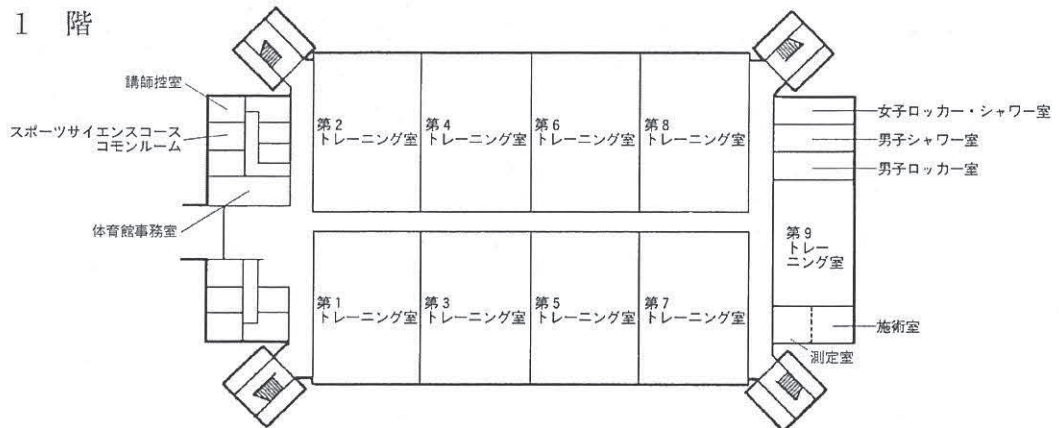 1 階
講師控室
スポーツサイエンスコース
コモンルーム
体育館事務室
第2
トレーニング室
第4
トレーニング室
第6
トレーニング室
第8
トレーニング室
女子ロッカー・シャワー室
男子シャワー室
男子ロッカー室
第9
トレー
ニング室
第1
トレーニング室
第3
トレーニング室
第5
トレーニング室
第7
トレーニング室
施術室
測定室